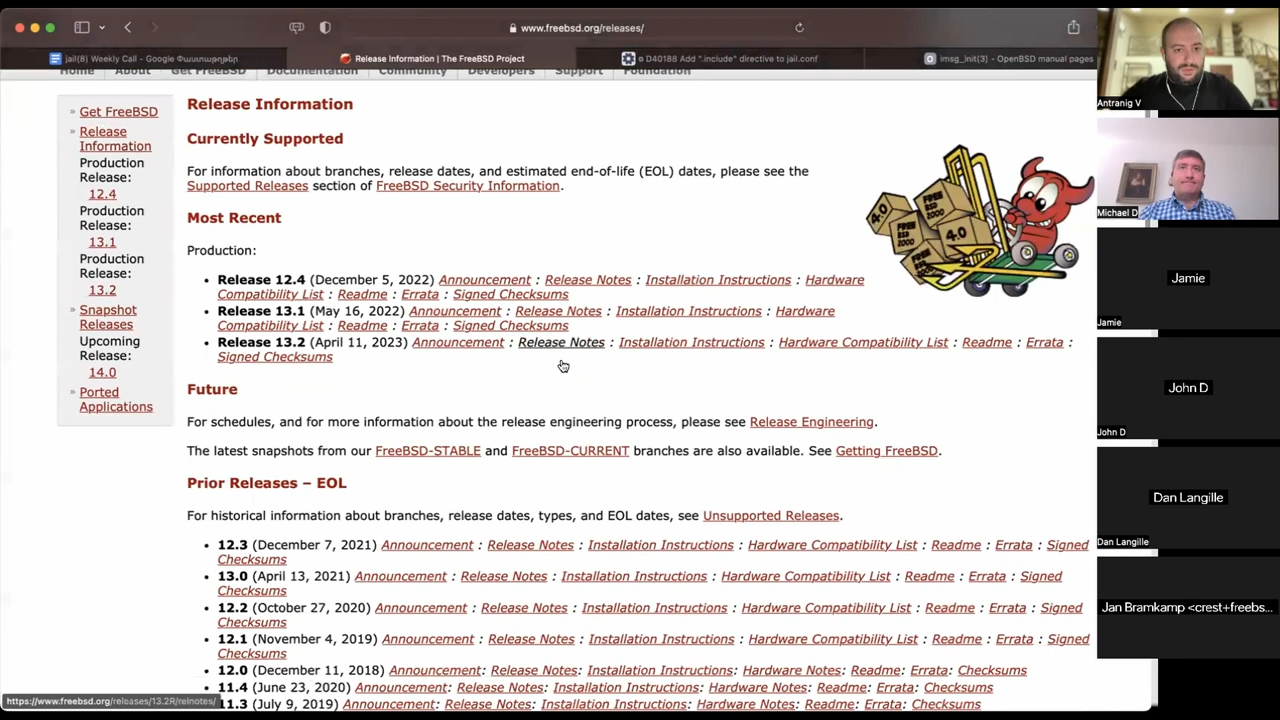 www.freebsd.org/releases/
jail(8) Weekly Call - Google Փաստաթղթեր
Release Information | The FreeBSD Project
D40188 Add ".include" directive to jail.conf
imsg_init(3) - OpenBSD manual pages
Home About Get FreeBSD Documentation Community Developers Support Foundation
» Get FreeBSD
» Release
Information
Production
Release:
12.4
Production
Release:
13.1
Production
Release:
13.2
» Snapshot
Releases
Upcoming
Release:
14.0
» Ported
Applications
Release Information
Currently Supported
For information about branches, release dates, and estimated end-of-life (EOL) dates, please see the
Supported Releases section of FreeBSD Security Information.
Most Recent
Production:
• Release 12.4 (December 5, 2022) Announcement : Release Notes : Installation Instructions : Hardware
Compatibility List : Readme : Errata : Signed Checksums
• Release 13.1 (May 16, 2022) Announcement : Release Notes : Installation Instructions : Hardware
Compatibility List : Readme : Errata : Signed Checksums
• Release 13.2 (April 11, 2023) Announcement : Release Notes : Installation Instructions : Hardware Compatibility List : Readme : Errata :
Signed Checksums
Future
For schedules, and for more information about the release engineering process, please see Release Engineering.
The latest snapshots from our FreeBSD-STABLE and FreeBSD-CURRENT branches are also available. See Getting FreeBSD.
Prior Releases – EOL
For historical information about branches, release dates, types, and EOL dates, see Unsupported Releases.
• 12.3 (December 7, 2021) Announcement : Release Notes : Installation Instructions : Hardware Compatibility List : Readme : Errata : Signed
Checksums
• 13.0 (April 13, 2021) Announcement : Release Notes : Installation Instructions : Hardware Compatibility List : Readme : Errata : Signed
Checksums
• 12.2 (October 27, 2020) Announcement : Release Notes : Installation Instructions : Hardware Compatibility List : Readme : Errata : Signed
Checksums
• 12.1 (November 4, 2019) Announcement : Release Notes : Installation Instructions : Hardware Compatibility List : Readme : Errata : Signed
Checksums
• 12.0 (December 11, 2018) Announcement: Release Notes: Installation Instructions: Hardware Notes: Readme: Errata: Checksums
• 11.4 (June 23, 2020) Announcement: Release Notes: Installation Instructions: Hardware Notes: Readme: Errata: Checksums
• 11.3 (July 9, 2019) Announcement: Release Notes: Installation Instructions: Hardware Notes: Readme: Errata: Checksums
4.0
FREE
BSD
2000
FREE
BSD
2000
4.0
https://www.freebsd.org/releases/13.2R/relnotes/
Antranig V
Michael D
Jamie
Jamie
John D
John D
Dan Langille
Dan Langille
Jan Bramkamp <crest+freebs...